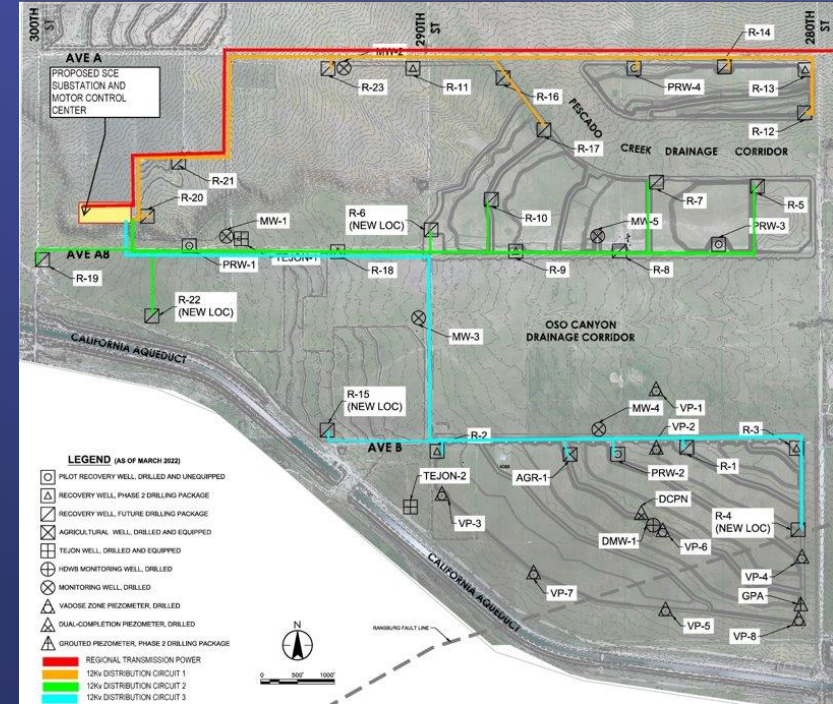 300TH
ST
290TH
ST
280TH
ST
AVE A
PROPOSED SCE
SUBSTATION AND
MOTOR CONTROL
CENTER
MW-2
R-23
R-11
R-16
R-14
PRW-4
R-13
R-12
R-17
PESCADO
CREEK DRAINAGE CORRIDOR
R-21
R-20
MW-1
R-6
(NEW LOC)
R-10
R-7
R-5
MW-5
PRW-3
AVE AB
R-19
PRW-1
TEJON-1
R-18
R-9
R-8
R-22
(NEW LOC)
CALIFORNIA AQUEDUCT
MW-3
OSO CANYON
DRAINAGE CORRIDOR
R-15
(NEW LOC)
AVE B
R-2
MW-4
VP-1
VP-2
R-3
AGR-1
PRW-2
R-1
TEJON-2
VP-3
DCPN
DMW-1
VP-6
R-4
(NEW LOC)
VP-4
GPA
VP-7
VP-5
VP-8
CALIFORNIA AQUEDUCT
RANSBURG FAULT LINE
LEGEND (AS OF MARCH 2022)
PILOT RECOVERY WELL, DRILLED AND UNEQUIPPED
RECOVERY WELL, PHASE 2 DRILLING PACKAGE
RECOVERY WELL, FUTURE DRILLING PACKAGE
AGRICULTURAL WELL, DRILLED AND EQUIPPED
TEJON WELL, DRILLED AND EQUIPPED
HDWB MONITORING WELL, DRILLED
MONITORING WELL, DRILLED
VADOSE ZONE PIEZOMETER, DRILLED
DUAL-COMPLETION PIEZOMETER, DRILLED
GROUTED PIEZOMETER, PHASE 2 DRILLING PACKAGE
REGIONAL TRANSMISSION POWER
12Kv DISTRIBUTION CIRCUIT 1
12Kv DISTRIBUTION CIRCUIT 2
12Kv DISTRIBUTION CIRCUIT 3
N
0 500' 1000'